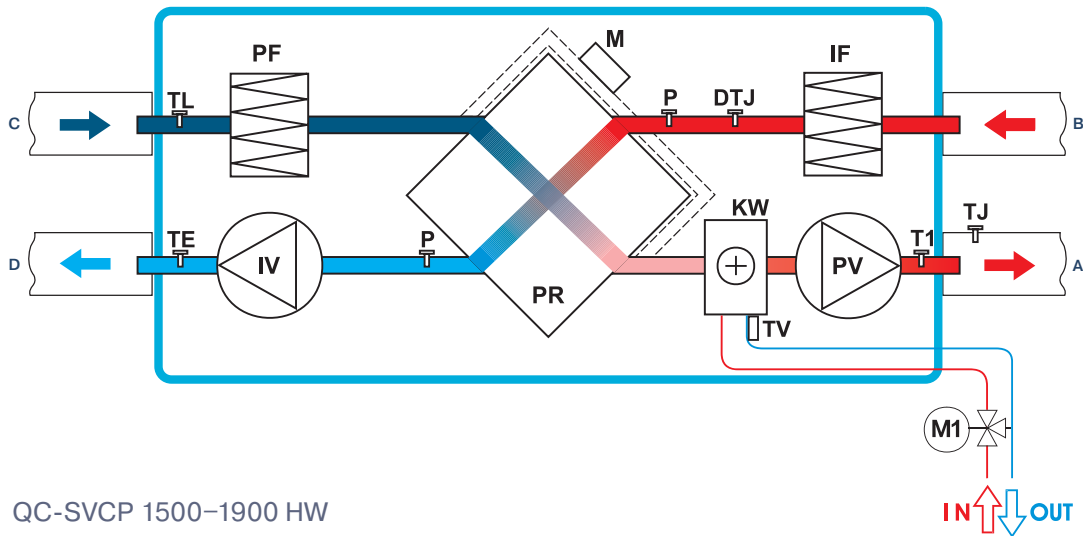 M
PF
IF
TL
P
DTJ
C
B
KW
TJ
TE
P
T1
D
IV
PR
PV
A
TV
M1
QC-SVCP 1500–1900 HW
IN OUT